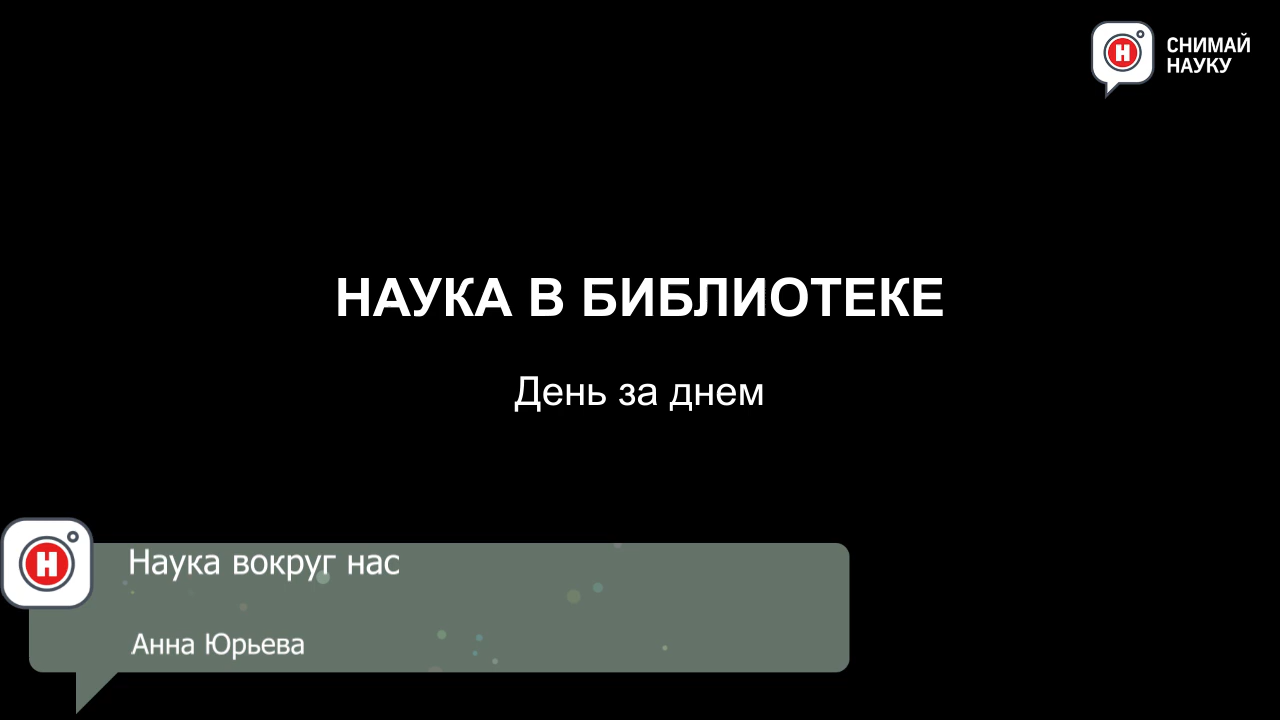 СНИМАЙ
НАУКУ
НАУКА В БИБЛИОТЕКЕ
День за днем
Н
Наука вокруг нас
Анна Юрьева